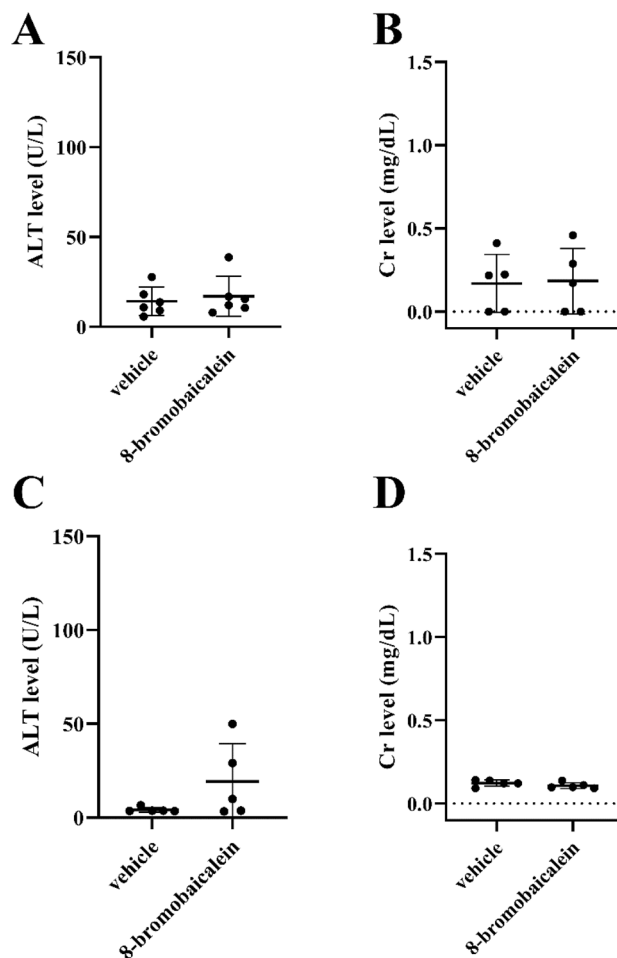 A
150
100
50
0
ALT level (U/L)
vehicle
8-bromobaicalein
B
1.5
1.0
0.5
0.0
Cr level (mg/dL)
vehicle
8-bromobaicalein
C
150
100
50
0
ALT level (U/L)
vehicle
8-bromobaicalein
D
1.5
1.0
0.5
0.0
Cr level (mg/dL)
vehicle
8-bromobaicalein